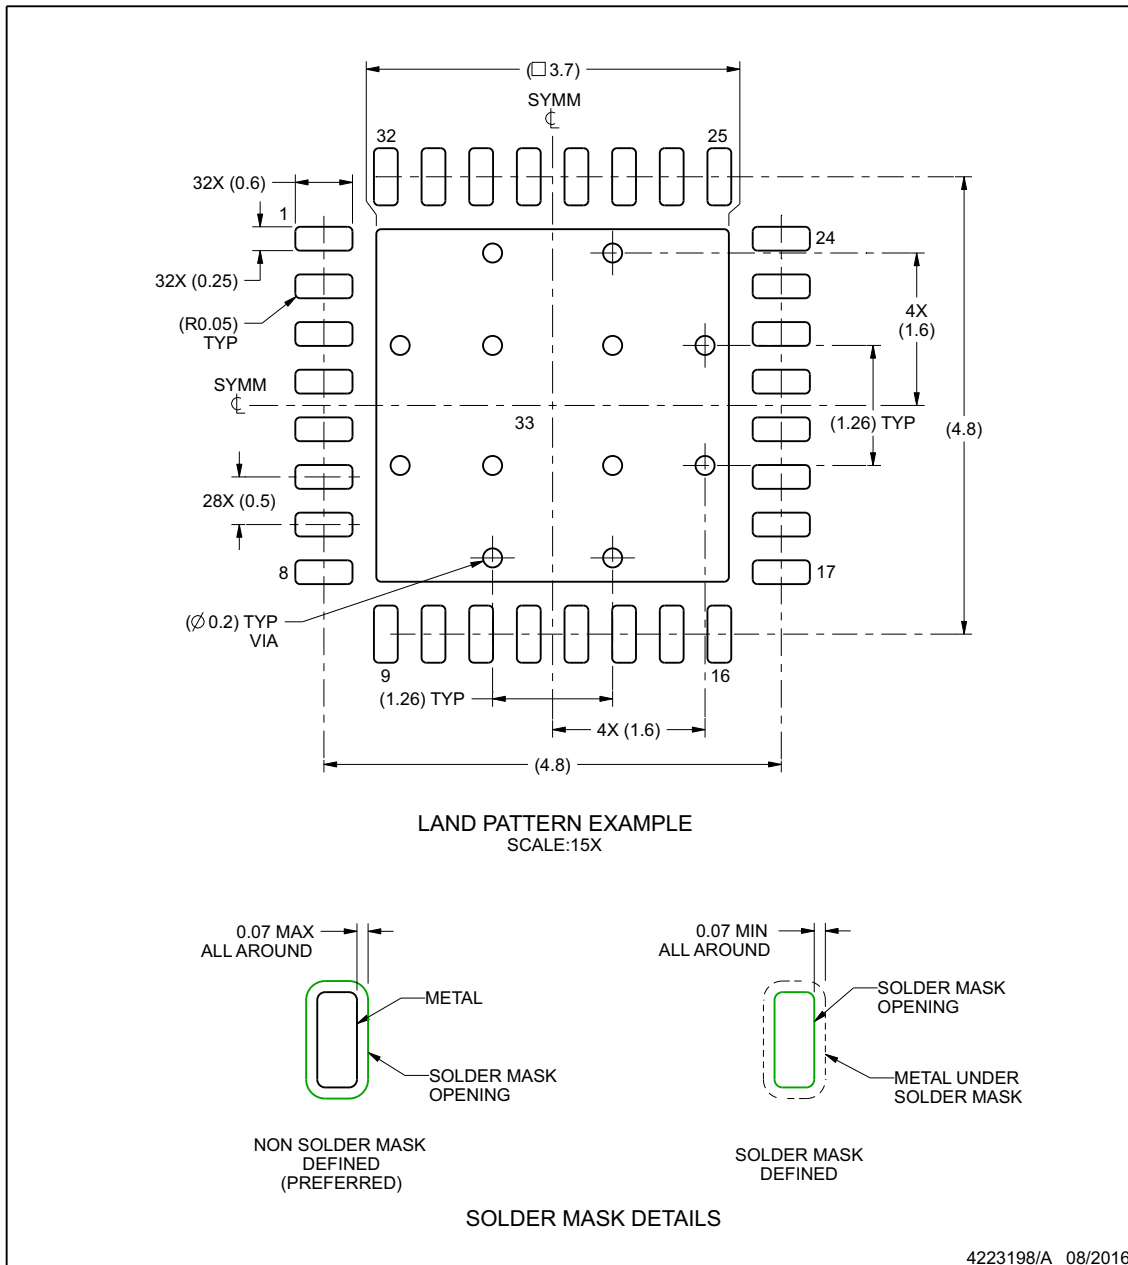 (□ 3.7)
SYMM
℄
32
25
32X (0.6)
1
24
32X (0.25)
(R0.05)
TYP
4X
(1.6)
SYMM
℄
33
(1.26) TYP
(4.8)
28X (0.5)
8
17
(Ø 0.2) TYP
VIA
9
16
(1.26) TYP
4X (1.6)
(4.8)
LAND PATTERN EXAMPLE
SCALE:15X
0.07 MAX
ALL AROUND
METAL
SOLDER MASK
OPENING
NON SOLDER MASK
DEFINED
(PREFERRED)
0.07 MIN
ALL AROUND
SOLDER MASK
OPENING
METAL UNDER
SOLDER MASK
SOLDER MASK
DEFINED
SOLDER MASK DETAILS
4223198/A 08/2016